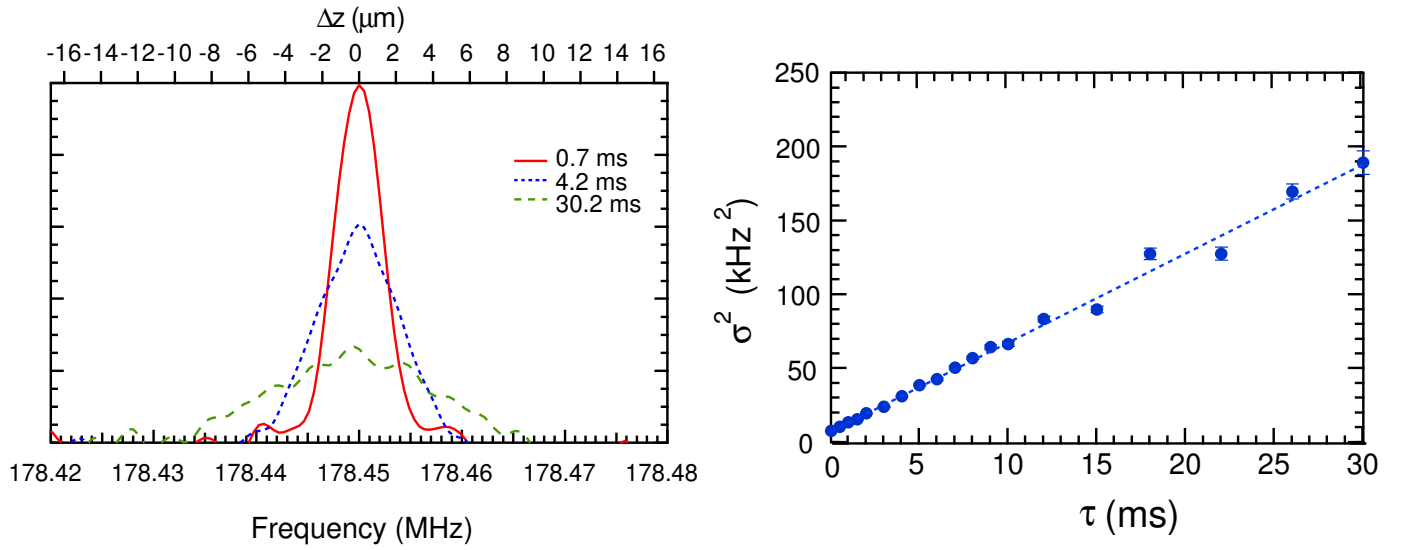 Δz (μm)
-16 -14 -12 -10 -8 -6 -4 -2 0 2 4 6 8 10 12 14 16
0.7 ms
4.2 ms
30.2 ms
178.42 178.43 178.44 178.45 178.46 178.47 178.48
Frequency (MHz)
250
200
150
100
50
0
σ² (kHz²)
0 5 10 15 20 25 30
τ (ms)